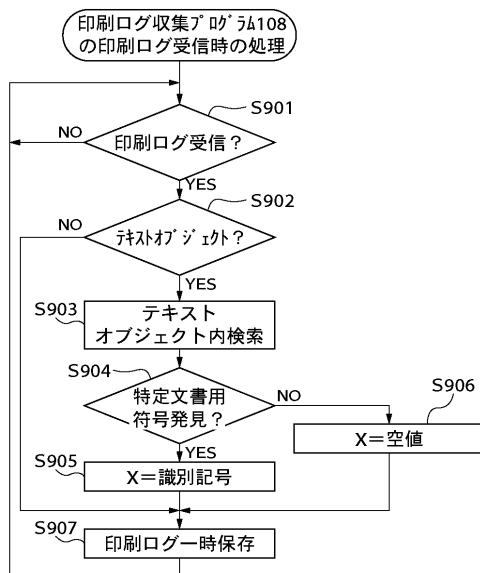 印刷ログ収集ﾌﾟﾛｸﾞﾗﾑ108
の印刷ログ受信時の処理
S901
NO
印刷ログ受信?
YES
S902
NO
ﾃｷｽﾄｵﾌﾞｼﾞｪｸﾄ?
YES
S903
テキスト
オブジェクト内検索
S904
特定文書用
符号発見?
NO
S906
X=空値
YES
S905
X=識別記号
S907
印刷ログ一時保存